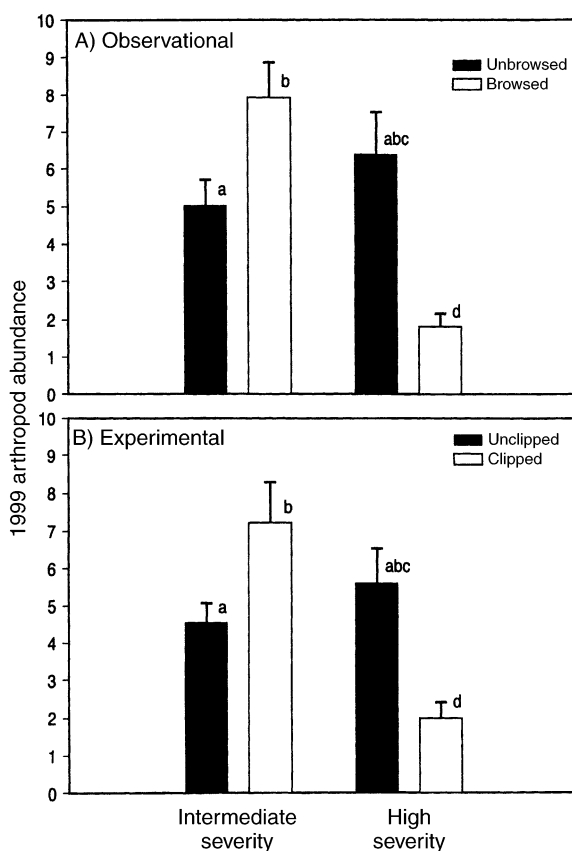 A) Observational
Unbrowsed
Browsed
10
9
8
7
6
5
4
3
2
1
0
a
b
abc
d
1999 arthropod abundance
B) Experimental
Unclipped
Clipped
10
9
8
7
6
5
4
3
2
1
0
a
b
abc
d
Intermediate
severity
High
severity